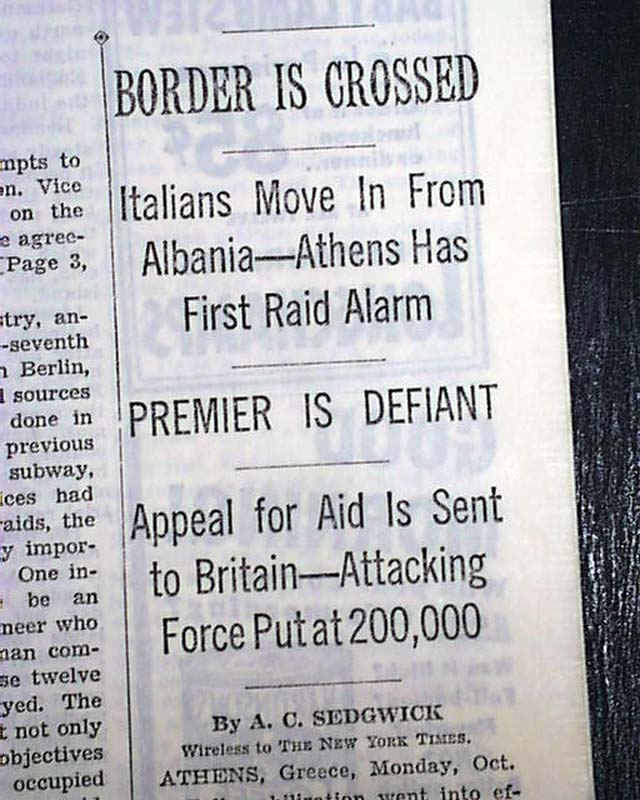 mpts to
en. Vice
on the
e agree-
[Page 3,
stry, an-
-seventh
n Berlin,
l sources
done in
previous
subway,
ices had
raids, the
y impor-
One in-
be an
neer who
man com-
se twelve
yed. The
t not only
objectives
occupied
BORDER IS CROSSED
Italians Move In From
Albania—Athens Has
First Raid Alarm
PREMIER IS DEFIANT
Appeal for Aid Is Sent
to Britain—Attacking
Force Put at 200,000
By A. C. SEDGWICK
Wireless to THE NEW YORK TIMES.
ATHENS, Greece, Monday, Oct.
went into ef-